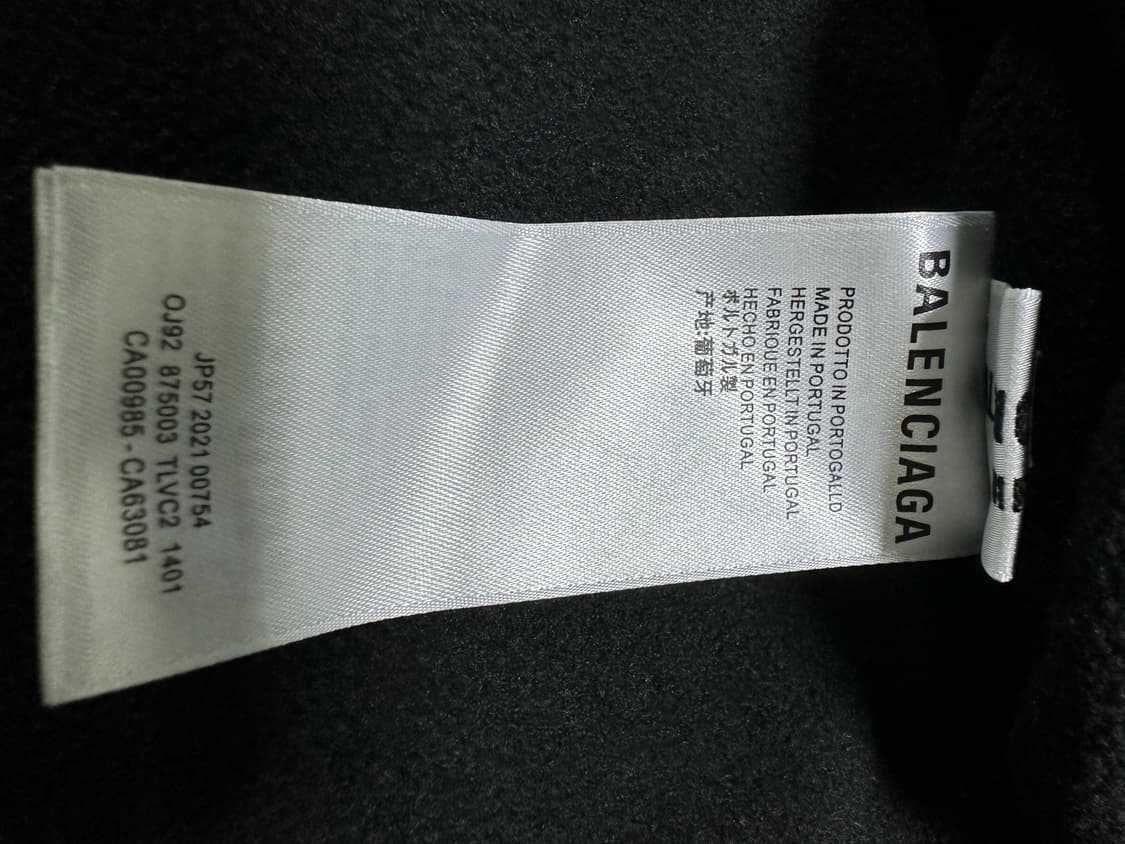 BALENCIAGA
PRODOTTO IN PORTOGALLO
MADE IN PORTUGAL
HERGESTELLT IN PORTUGAL
FABRIQUE EN PORTUGAL
HECHO EN PORTUGAL
ポルトガル製
产地:葡萄牙
JP57 2021 00754
OJ92 875003 TLVC2 1401
CA00985 - CA63081